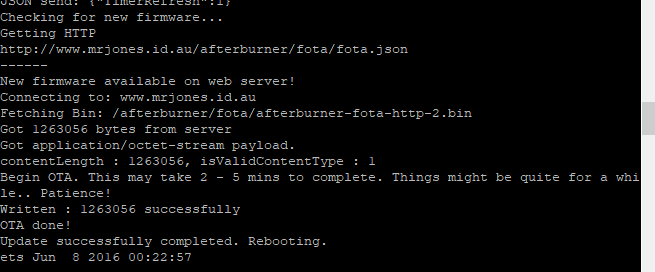 JSON send: {"TimerRefresh":1}
Checking for new firmware...
Getting HTTP
http://www.mrjones.id.au/afterburner/fota/fota.json
------
New firmware available on web server!
Connecting to: www.mrjones.id.au
Fetching Bin: /afterburner/fota/afterburner-fota-http-2.bin
Got 1263056 bytes from server
Got application/octet-stream payload.
contentLength : 1263056, isValidContentType : 1
Begin OTA. This may take 2 - 5 mins to complete. Things might be quite for a whi
le.. Patience!
Written : 1263056 successfully
OTA done!
Update successfully completed. Rebooting.
ets Jun  8 2016 00:22:57